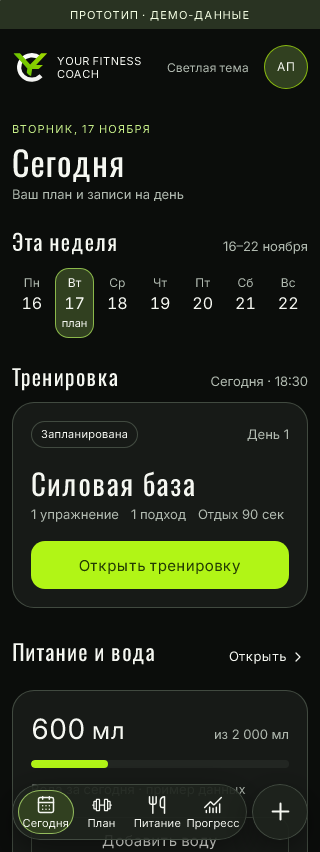 ПРОТОТИП · ДЕМО-ДАННЫЕ
YOUR FITNESS
COACH
Светлая тема
АП
ВТОРНИК, 17 НОЯБРЯ
Сегодня
Ваш план и записи на день
Эта неделя
16–22 ноября
Пн Вт Ср Чт Пт Сб Вс
16 17 18 19 20 21 22
план
Тренировка
Сегодня · 18:30
Запланирована
День 1
Силовая база
1 упражнение 1 подход Отдых 90 сек
Открыть тренировку
Питание и вода
Открыть
600 мл
из 2 000 мл
сегодня · пример данных
Сегодня План Питание Прогресс
Добавить воду